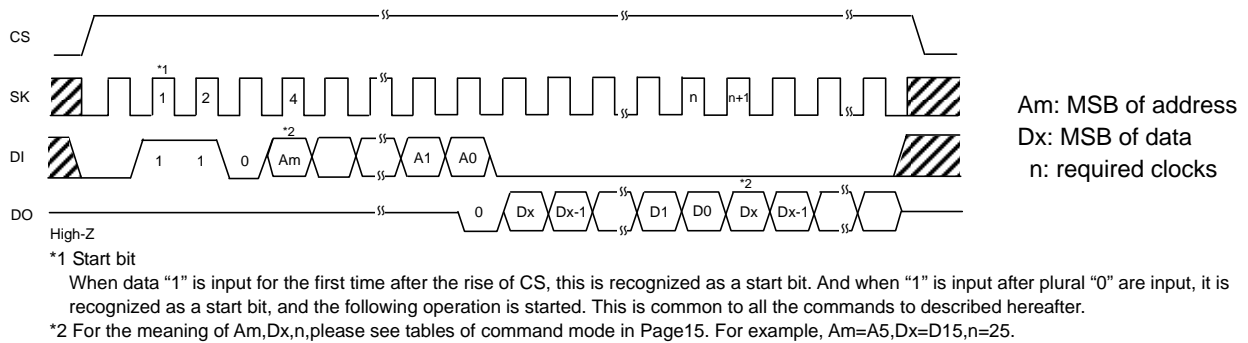 CS
*1
SK 1 2 4 n n+1
*2
DI 1 1 0 Am A1 A0
*2
DO 0 Dx Dx-1 D1 D0 Dx Dx-1
High-Z
Am: MSB of address
Dx: MSB of data
n: required clocks
*1 Start bit
When data “1” is input for the first time after the rise of CS, this is recognized as a start bit. And when “1” is input after plural “0” are input, it is
recognized as a start bit, and the following operation is started. This is common to all the commands to described hereafter.
*2 For the meaning of Am,Dx,n,please see tables of command mode in Page15. For example, Am=A5,Dx=D15,n=25.